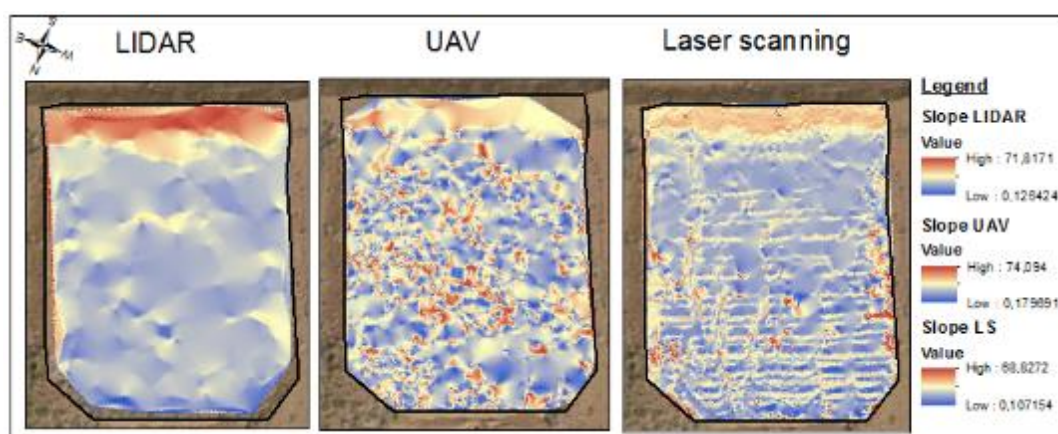 S
B
W
N
LIDAR
UAV
Laser scanning
Legend
Slope LIDAR
Value
High : 71,8171
Low : 0,126424
Slope UAV
Value
High : 74,094
Low : 0,179691
Slope LS
Value
High : 68,8272
Low : 0,107154